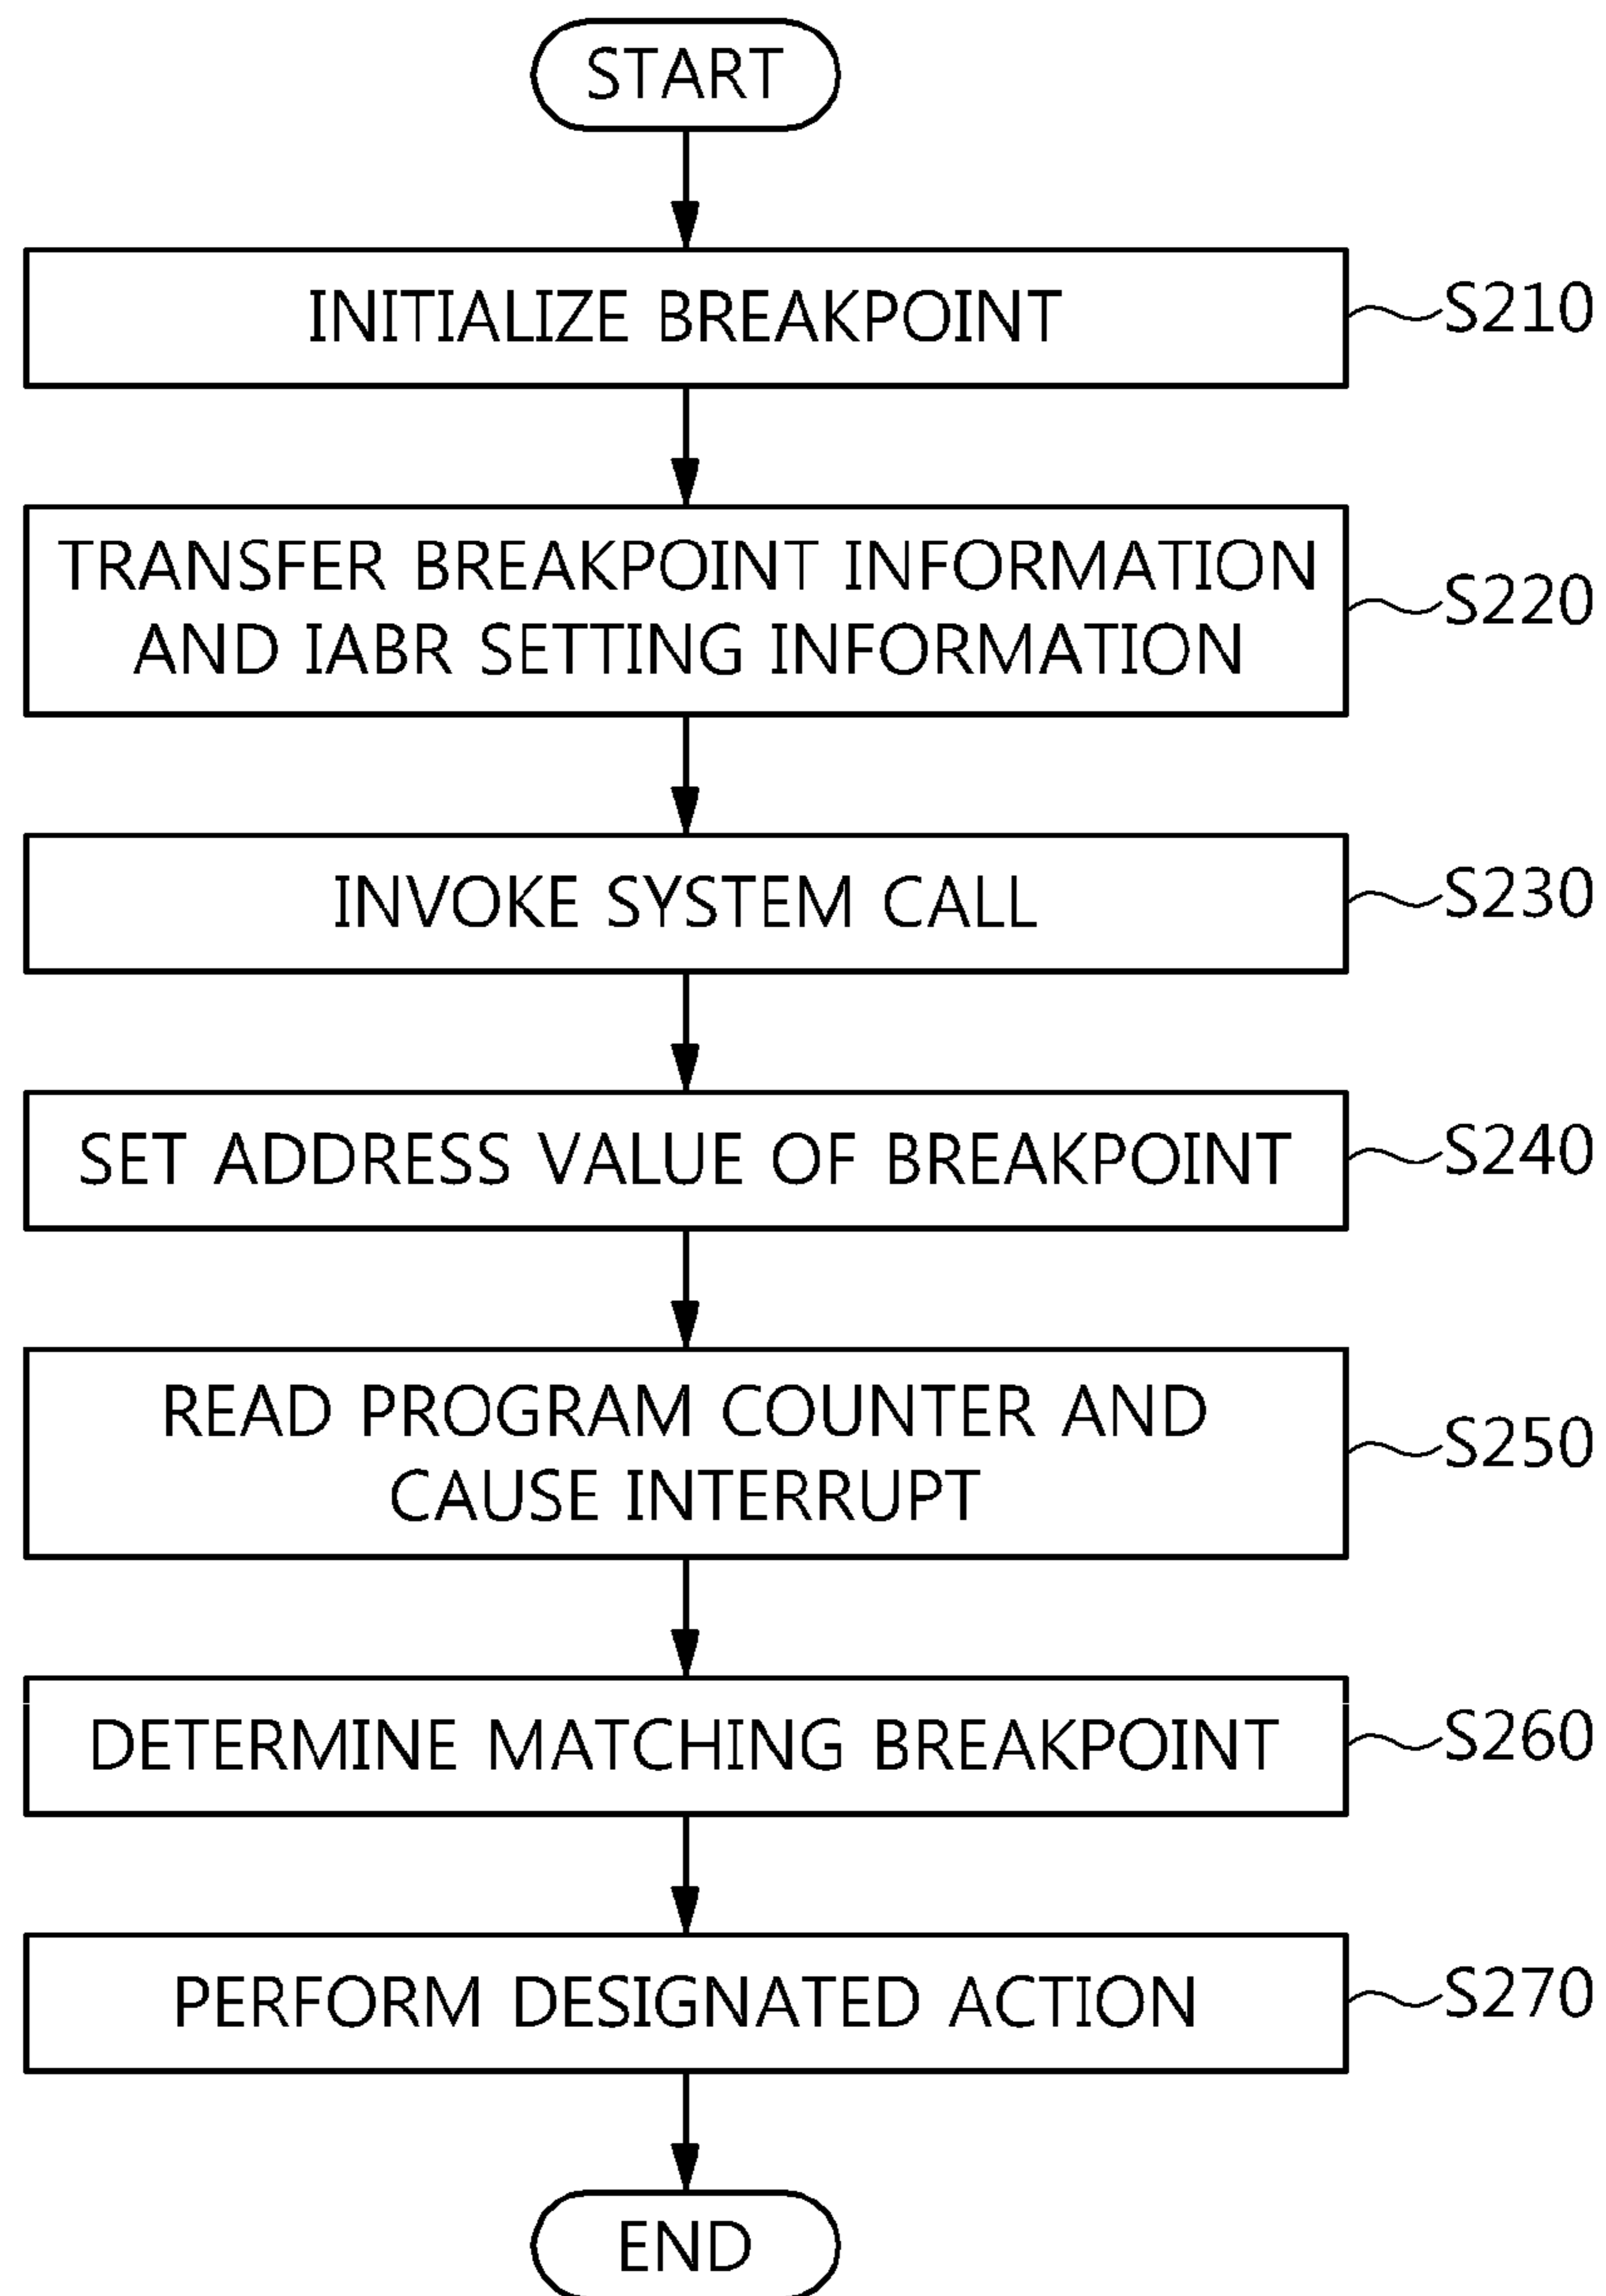 START
INITIALIZE BREAKPOINT
S210
TRANSFER BREAKPOINT INFORMATION
AND IABR SETTING INFORMATION
S220
INVOKE SYSTEM CALL
S230
SET ADDRESS VALUE OF BREAKPOINT
S240
READ PROGRAM COUNTER AND
CAUSE INTERRUPT
S250
DETERMINE MATCHING BREAKPOINT
S260
PERFORM DESIGNATED ACTION
S270
END